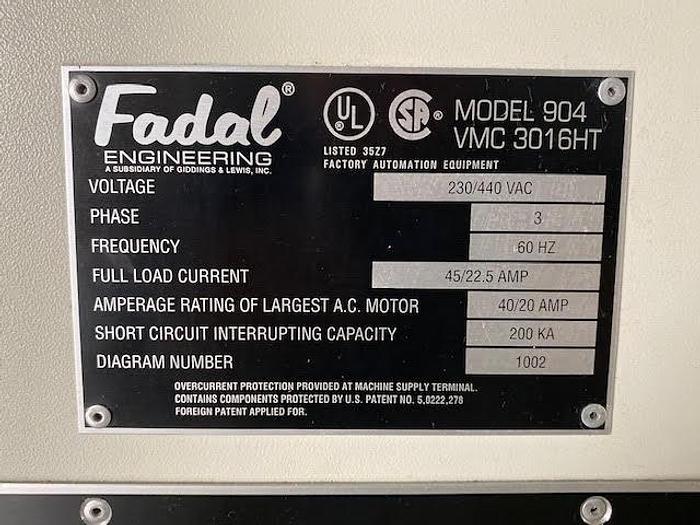 Fadal®
ENGINEERING
A SUBSIDIARY OF GIDDINGS & LEWIS, INC.
UL ®
LISTED 35Z7
SA ®
FACTORY AUTOMATION EQUIPMENT
MODEL 904
VMC 3016HT
VOLTAGE 230/440 VAC
PHASE 3
FREQUENCY 60 HZ
FULL LOAD CURRENT 45/22.5 AMP
AMPERAGE RATING OF LARGEST A.C. MOTOR 40/20 AMP
SHORT CIRCUIT INTERRUPTING CAPACITY 200 KA
DIAGRAM NUMBER 1002
OVERCURRENT PROTECTION PROVIDED AT MACHINE SUPPLY TERMINAL.
CONTAINS COMPONENTS PROTECTED BY U.S. PATENT NO. 5,0222,278
FOREIGN PATENT APPLIED FOR.